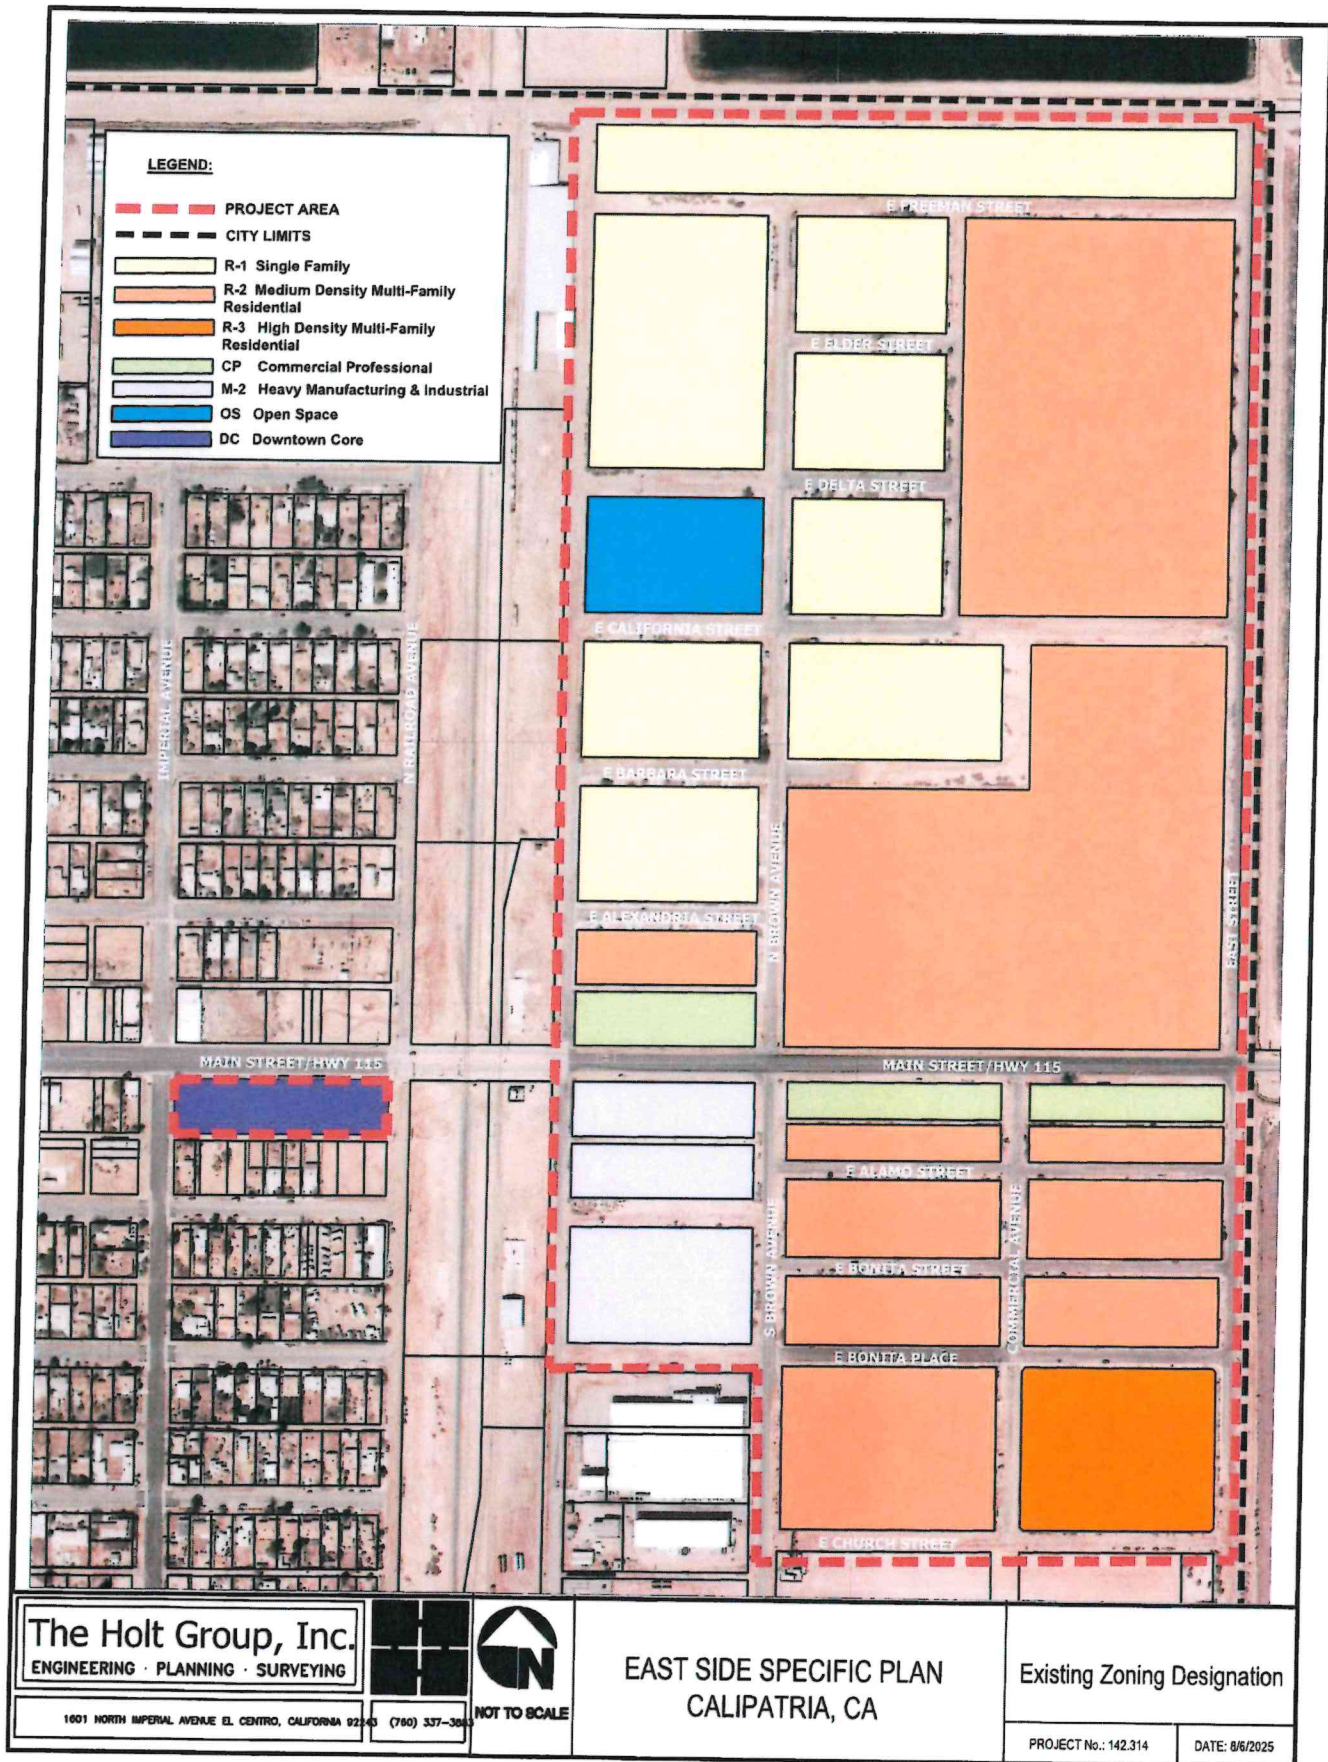 LEGEND:
PROJECT AREA
CITY LIMITS
R-1 Single Family
R-2 Medium Density Multi-Family
Residential
R-3 High Density Multi-Family
Residential
CP Commercial Professional
M-2 Heavy Manufacturing & Industrial
OS Open Space
DC Downtown Core
E FREEMAN STREET
E ELDER STREET
E DELTA STREET
E CALIFORNIA STREET
IMPERIAL AVENUE
N RAILROAD AVENUE
E BARBARA STREET
N BROWN AVENUE
E ALEXANDRIA STREET
EAST STREET
MAIN STREET/HWY 115
MAIN STREET/HWY 115
E ALAMO STREET
S BROWN AVENUE
COMMERCIAL AVENUE
E BONITA STREET
E BONITA PLACE
E CHURCH STREET
The Holt Group, Inc.
ENGINEERING · PLANNING · SURVEYING
1601 NORTH IMPERIAL AVENUE EL CENTRO, CALIFORNIA
(760)
N
NOT TO SCALE
EAST SIDE SPECIFIC PLAN
CALIPATRIA, CA
Existing Zoning Designation
PROJECT No.: 142.314
DATE: 8/6/2025